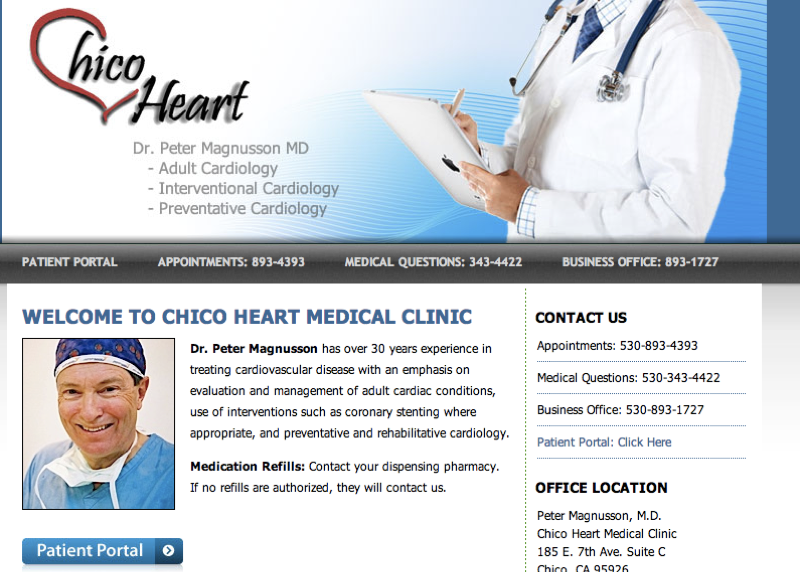 Chico
Heart
Dr. Peter Magnusson MD
- Adult Cardiology
- Interventional Cardiology
- Preventative Cardiology
PATIENT PORTAL
APPOINTMENTS: 893-4393
MEDICAL QUESTIONS: 343-4422
BUSINESS OFFICE: 893-1727
WELCOME TO CHICO HEART MEDICAL CLINIC
Dr. Peter Magnusson has over 30 years experience in
treating cardiovascular disease with an emphasis on
evaluation and management of adult cardiac conditions,
use of interventions such as coronary stenting where
appropriate, and preventative and rehabilitative cardiology.
Medication Refills: Contact your dispensing pharmacy.
If no refills are authorized, they will contact us.
Patient Portal
CONTACT US
Appointments: 530-893-4393
Medical Questions: 530-343-4422
Business Office: 530-893-1727
Patient Portal: Click Here
OFFICE LOCATION
Peter Magnusson, M.D.
Chico Heart Medical Clinic
185 E. 7th Ave. Suite C
Chico, CA 95926